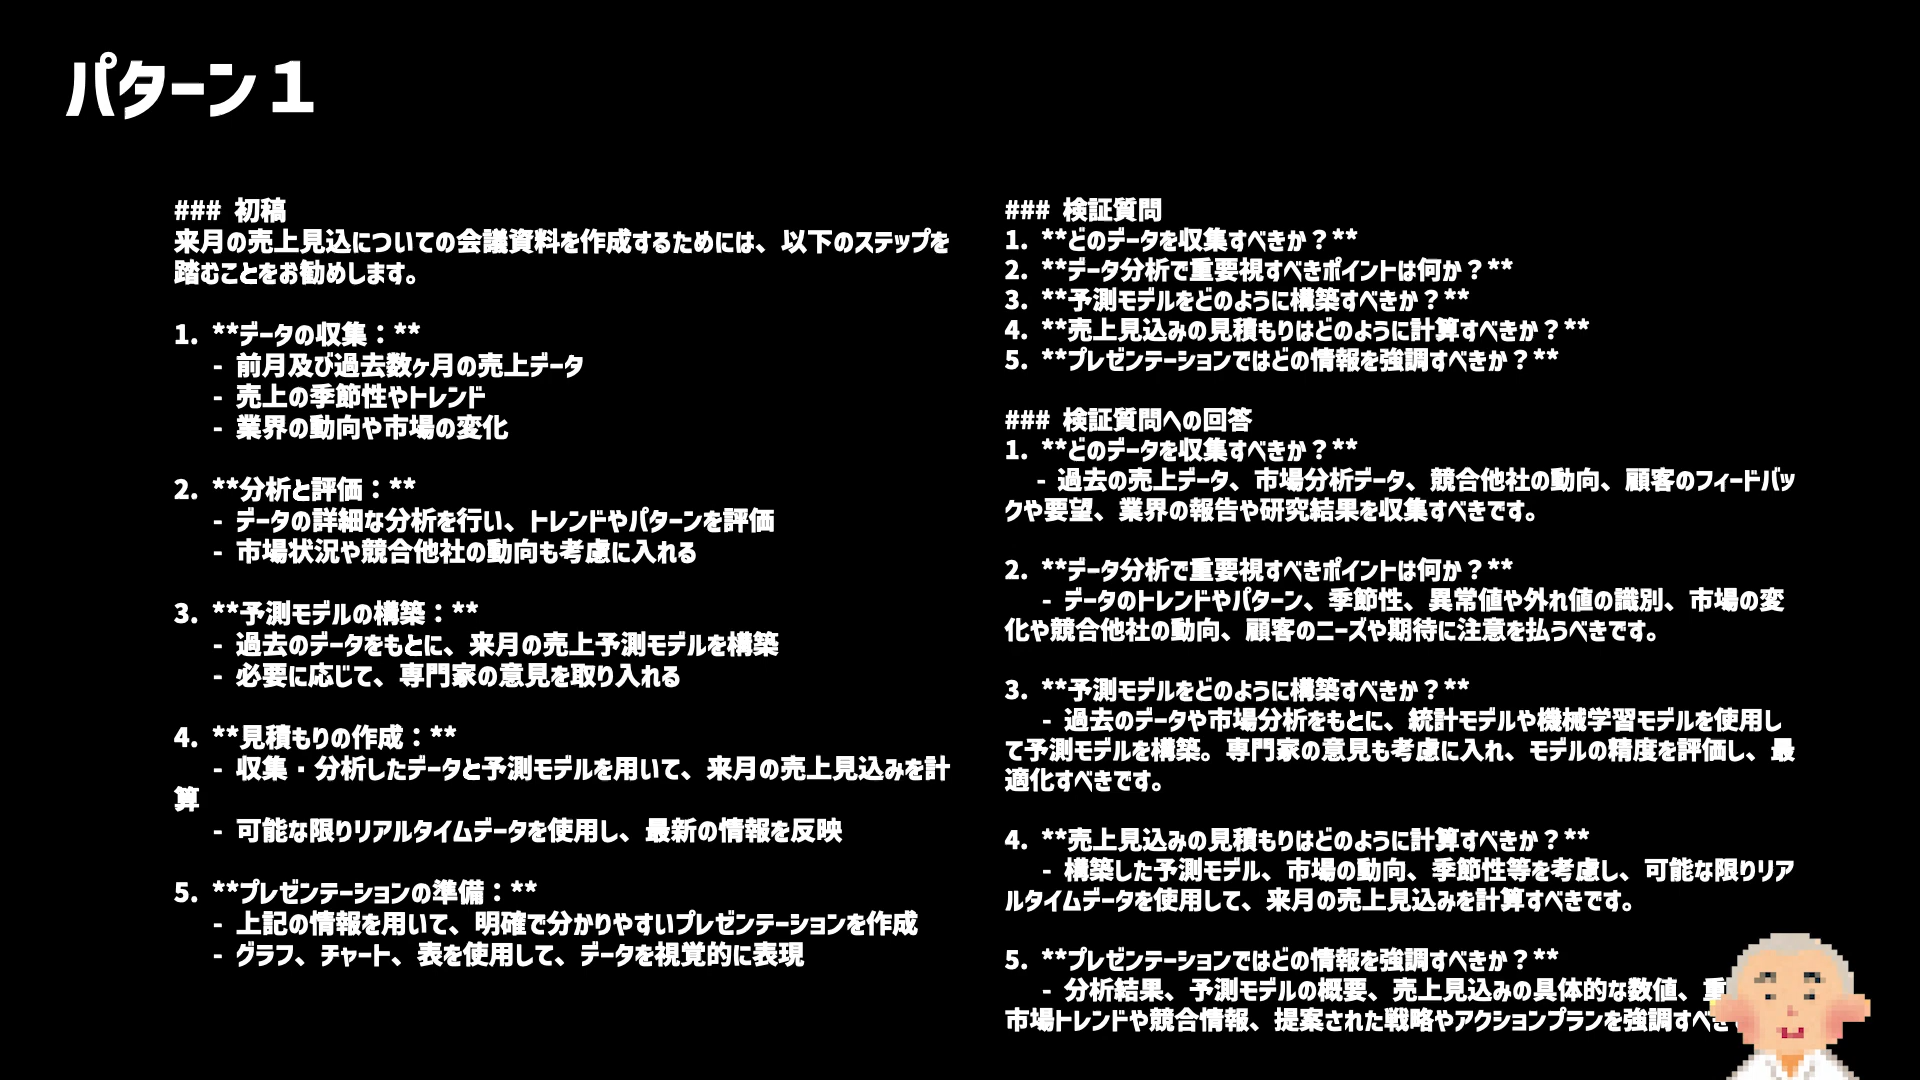 パターン１
### 初稿
来月の売上見込についての会議資料を作成するためには、以下のステップを
踏むことをお勧めします。
1. **データの収集：**
- 前月及び過去数ヶ月の売上データ
- 売上の季節性やトレンド
- 業界の動向や市場の変化
2. **分析と評価：**
- データの詳細な分析を行い、トレンドやパターンを評価
- 市場状況や競合他社の動向も考慮に入れる
3. **予測モデルの構築：**
- 過去のデータをもとに、来月の売上予測モデルを構築
- 必要に応じて、専門家の意見を取り入れる
4. **見積もりの作成：**
- 収集・分析したデータと予測モデルを用いて、来月の売上見込みを計
算
- 可能な限りリアルタイムデータを使用し、最新の情報を反映
5. **プレゼンテーションの準備：**
- 上記の情報を用いて、明確で分かりやすいプレゼンテーションを作成
- グラフ、チャート、表を使用して、データを視覚的に表現
### 検証質問
1. **どのデータを収集すべきか？**
2. **データ分析で重要視すべきポイントは何か？**
3. **予測モデルをどのように構築すべきか？**
4. **売上見込みの見積もりはどのように計算すべきか？**
5. **プレゼンテーションではどの情報を強調すべきか？**
### 検証質問への回答
1. **どのデータを収集すべきか？**
- 過去の売上データ、市場分析データ、競合他社の動向、顧客のフィードバッ
クや要望、業界の報告や研究結果を収集すべきです。
2. **データ分析で重要視すべきポイントは何か？**
- データのトレンドやパターン、季節性、異常値や外れ値の識別、市場の変
化や競合他社の動向、顧客のニーズや期待に注意を払うべきです。
3. **予測モデルをどのように構築すべきか？**
- 過去のデータや市場分析をもとに、統計モデルや機械学習モデルを使用し
て予測モデルを構築。専門家の意見も考慮に入れ、モデルの精度を評価し、最
適化すべきです。
4. **売上見込みの見積もりはどのように計算すべきか？**
- 構築した予測モデル、市場の動向、季節性等を考慮し、可能な限りリア
ルタイムデータを使用して、来月の売上見込みを計算すべきです。
5. **プレゼンテーションではどの情報を強調すべきか？**
- 分析結果、予測モデルの概要、売上見込みの具体的な数値、重
市場トレンドや競合情報、提案された戦略やアクションプランを強調すべき